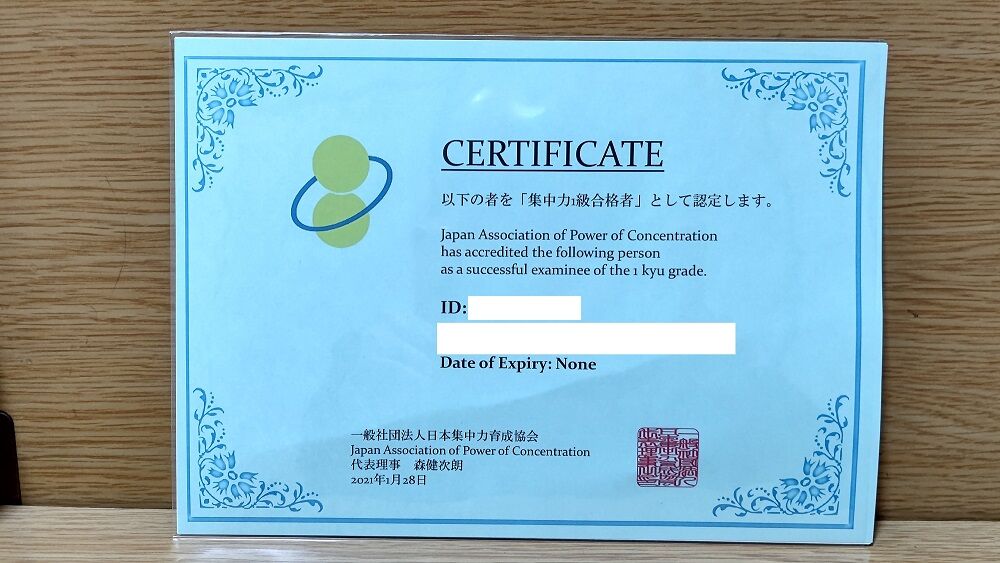 CERTIFICATE
以下の者を「集中力1級合格者」として認定します。
Japan Association of Power of Concentration
has accredited the following person
as a successful examinee of the 1 kyu grade.
ID:
Date of Expiry: None
一般社団法人日本集中力育成協会
Japan Association of Power of Concentration
代表理事　森健次朗
2021年1月28日